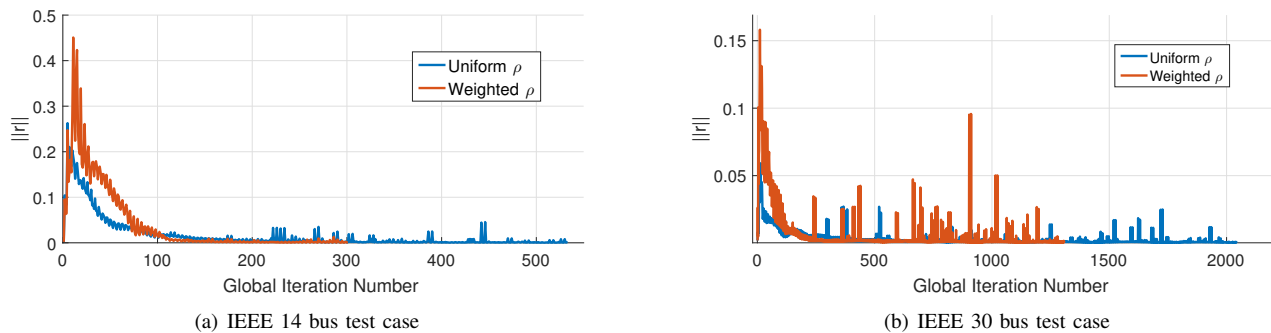 0.5
0.4
0.3
0.2
0.1
0
||r||
Uniform ρ
Weighted ρ
0 100 200 300 400 500
Global Iteration Number
(a) IEEE 14 bus test case
0.15
0.1
0.05
||r||
Uniform ρ
Weighted ρ
0 500 1000 1500 2000
Global Iteration Number
(b) IEEE 30 bus test case